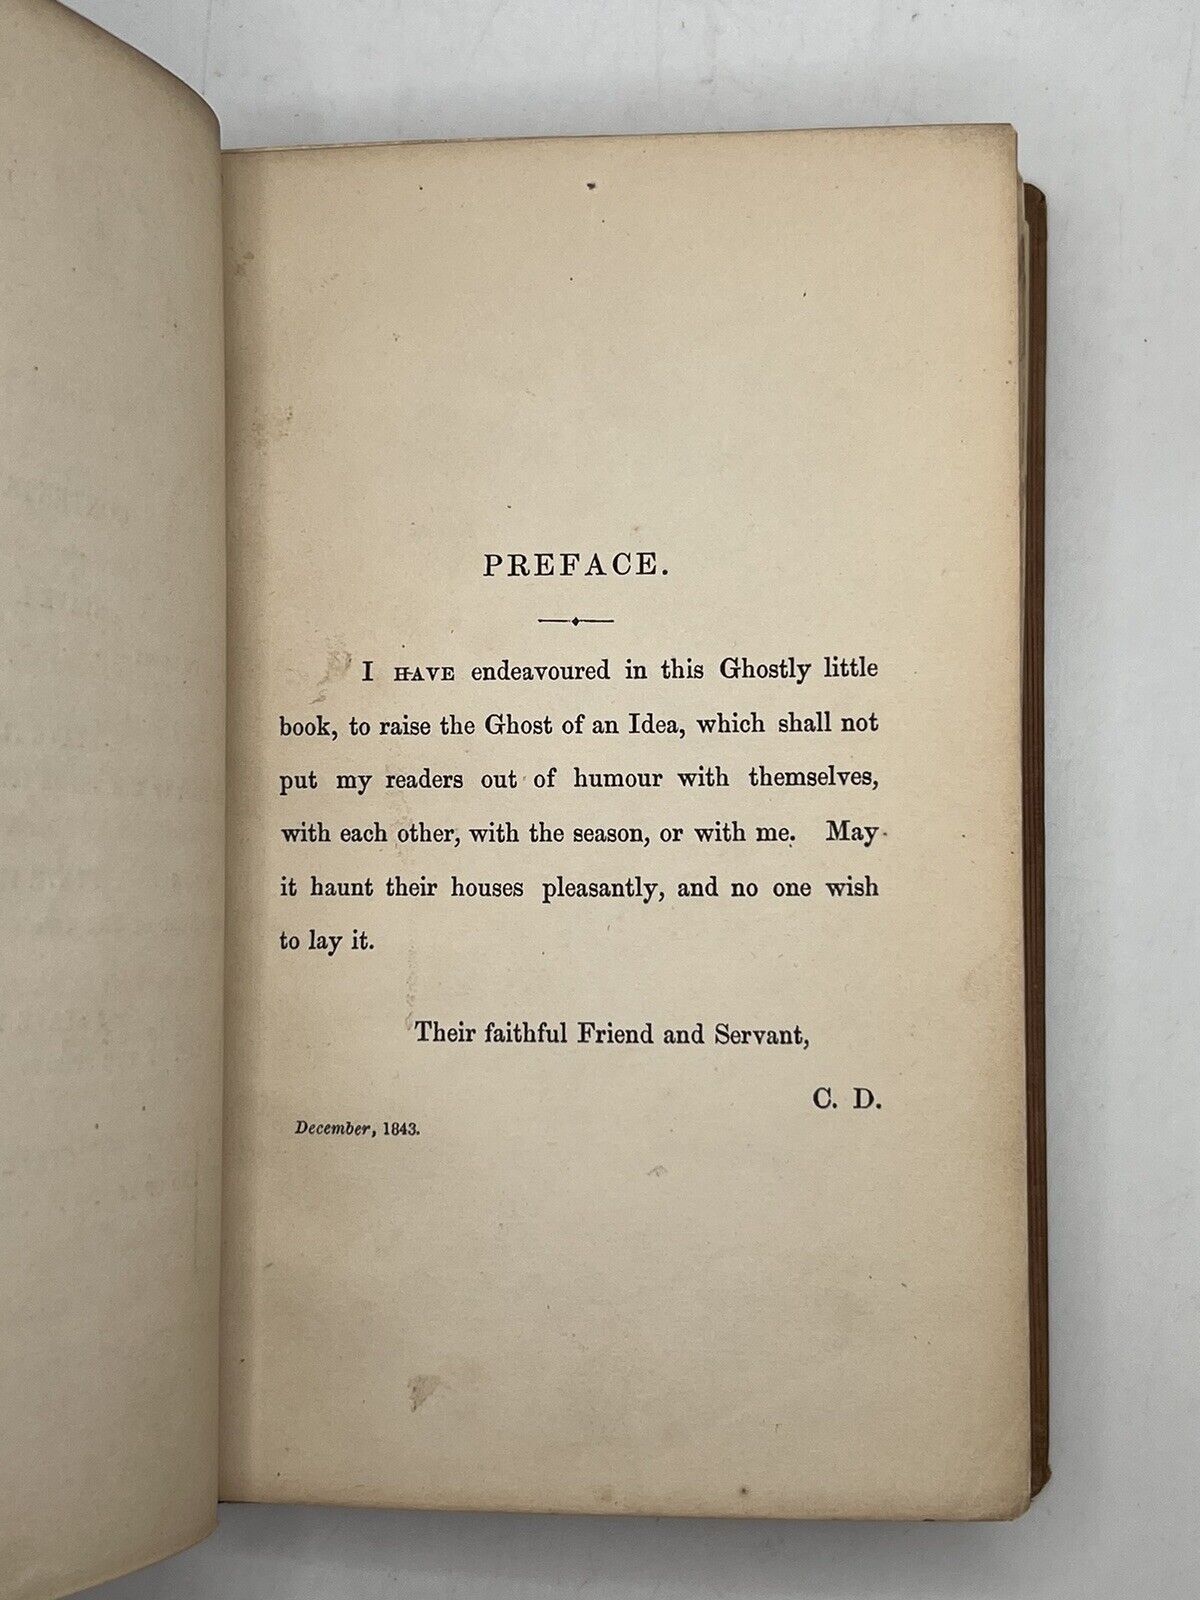 PREFACE.
I HAVE endeavoured in this Ghostly little
book, to raise the Ghost of an Idea, which shall not
put my readers out of humour with themselves,
with each other, with the season, or with me. May
it haunt their houses pleasantly, and no one wish
to lay it.
Their faithful Friend and Servant,
C. D.
December, 1843.